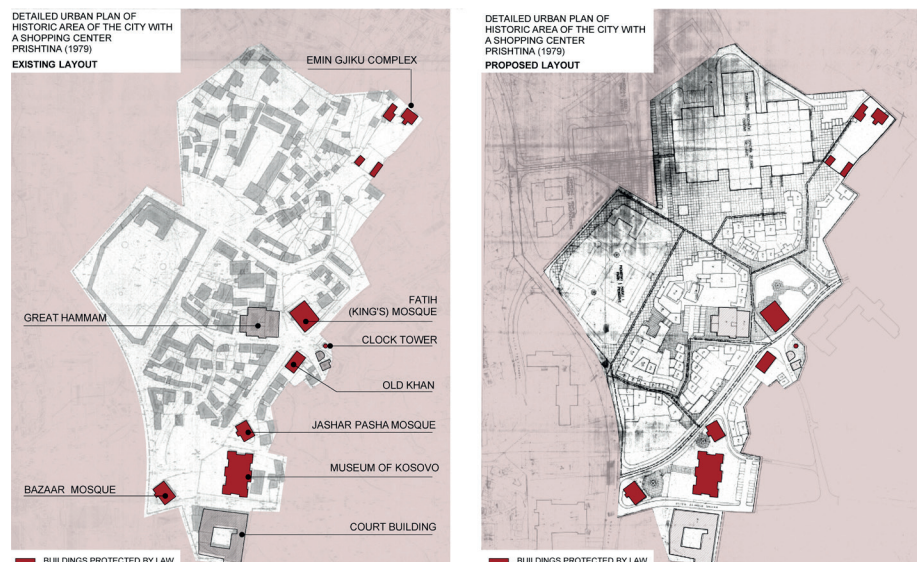 DETAILED URBAN PLAN OF
HISTORIC AREA OF THE CITY WITH
A SHOPPING CENTER
PRISHTINA (1979)
EXISTING LAYOUT
EMIN GJIKU COMPLEX
GREAT HAMMAM
FATIH
(KING'S) MOSQUE
CLOCK TOWER
OLD KHAN
JASHAR PASHA MOSQUE
MUSEUM OF KOSOVO
BAZAAR MOSQUE
COURT BUILDING
BUILDINGS PROTECTED BY LAW
DETAILED URBAN PLAN OF
HISTORIC AREA OF THE CITY WITH
A SHOPPING CENTER
PRISHTINA (1979)
PROPOSED LAYOUT
BUILDINGS PROTECTED BY LAW